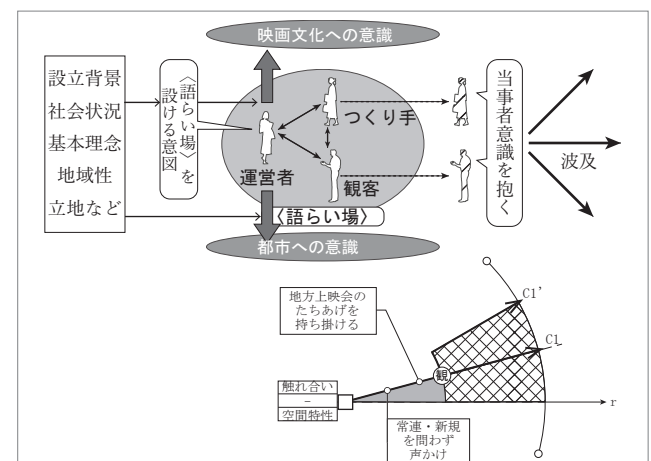 映画文化への意識
設立背景
社会状況
基本理念
地域性
立地など
〈語らい場〉を
設ける意図
つくり手
運営者
観客
〈語らい場〉
都市への意識
当事者意識を抱く
波及
地方上映会の
たちあげを
持ち掛ける
C1'
C1
観
触れ合い
–
空間特性
r
常連・新規
を問わず
声かけ